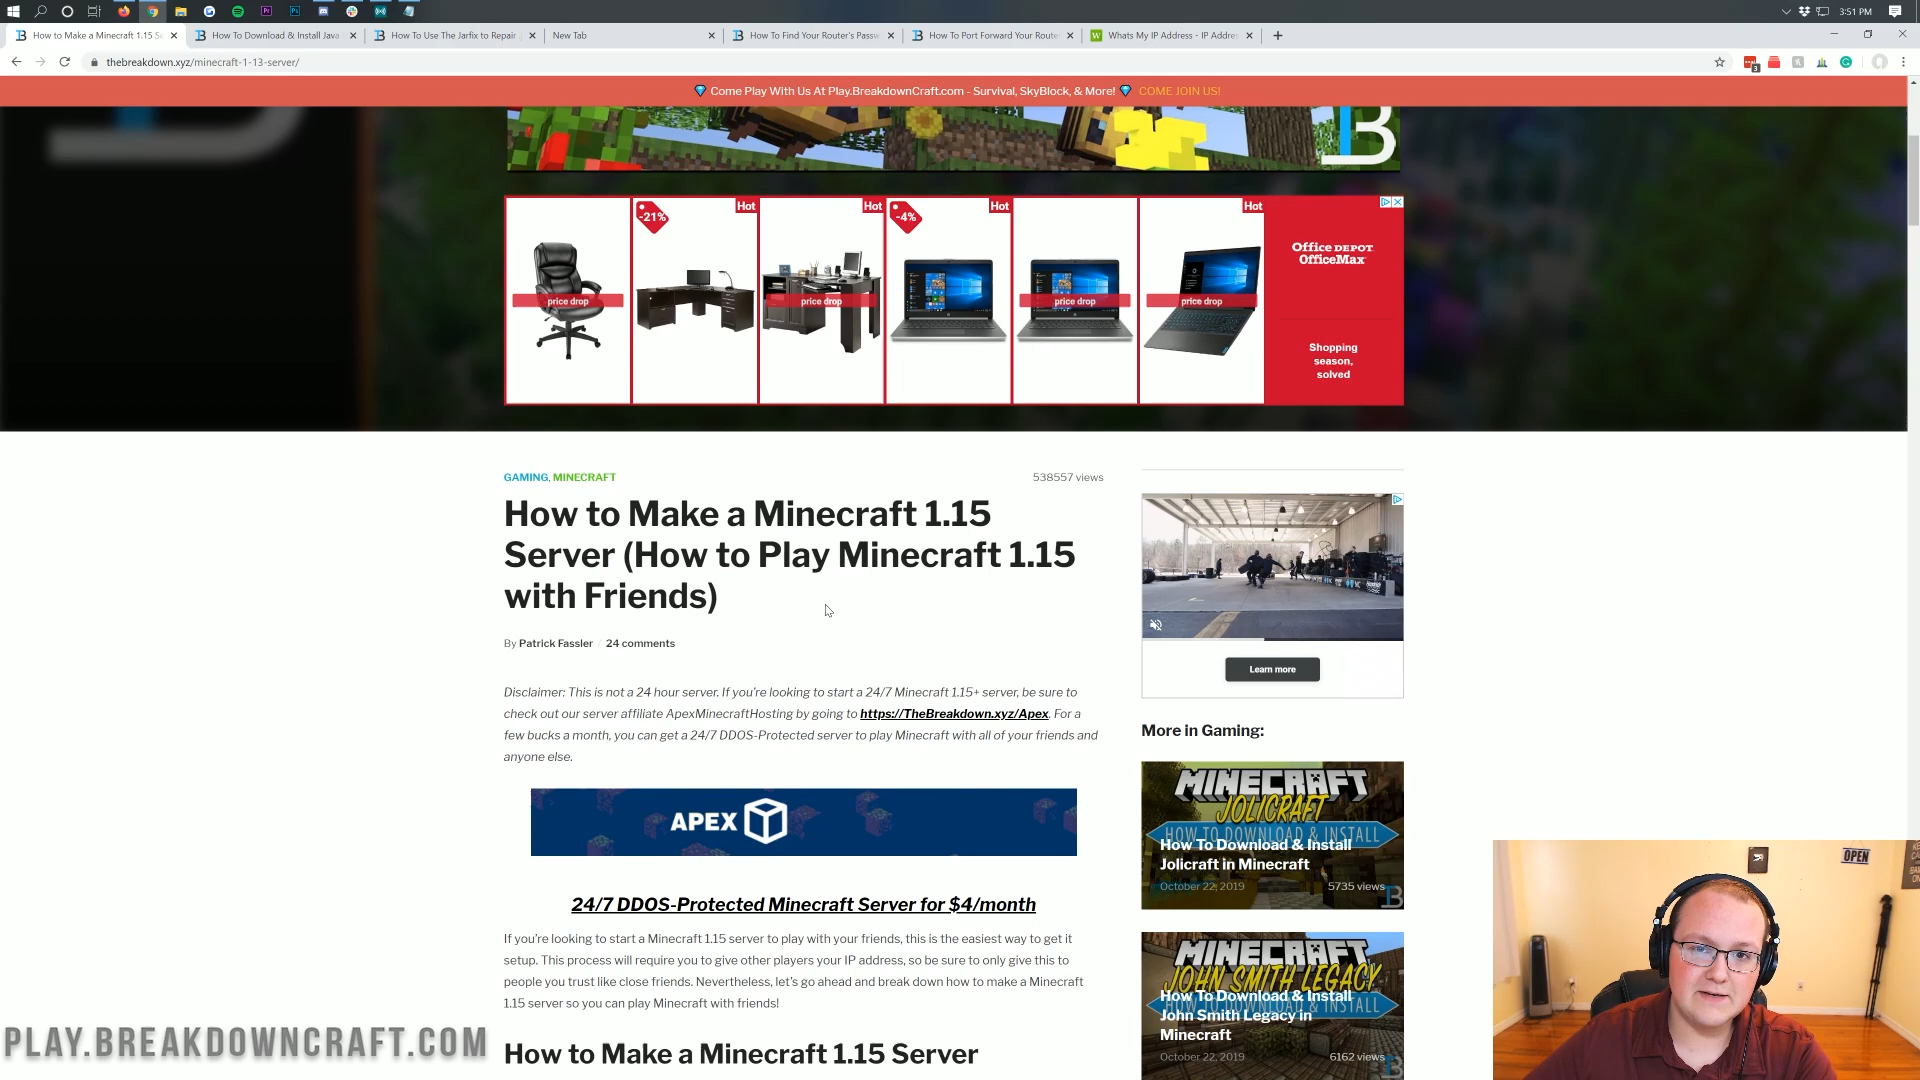 3:51 PM
How to Make a Minecraft 1.15 Se
How To Download & Install Java
How To Use The Jarfix to Repair
New Tab
How To Find Your Router's Passw
How To Port Forward Your Route
Whats My IP Address - IP Addre
thebreakdown.xyz/minecraft-1-13-server/
3
Come Play With Us At Play.BreakdownCraft.com - Survival, SkyBlock, & More! COME JOIN US!
-21%
Hot
Hot
-4%
Hot
Hot
price drop
price drop
price drop
price drop
Office DEPOT
OfficeMax
Shopping
season,
solved
GAMING, MINECRAFT
538557 views
How to Make a Minecraft 1.15
Server (How to Play Minecraft 1.15
with Friends)
By Patrick Fassler / 24 comments
Disclaimer: This is not a 24 hour server. If you're looking to start a 24/7 Minecraft 1.15+ server, be sure to
check out our server affiliate ApexMinecraftHosting by going to https://TheBreakdown.xyz/Apex. For a
few bucks a month, you can get a 24/7 DDOS-Protected server to play Minecraft with all of your friends and
anyone else.
APEX
24/7 DDOS-Protected Minecraft Server for $4/month
If you're looking to start a Minecraft 1.15 server to play with your friends, this is the easiest way to get it
setup. This process will require you to give other players your IP address, so be sure to only give this to
people you trust like close friends. Nevertheless, let's go ahead and break down how to make a Minecraft
1.15 server so you can play Minecraft with friends!
How to Make a Minecraft 1.15 Server
Learn more
More in Gaming:
MINECRAFT
JOLICRAFT
HOW TO DOWNLOAD & INSTALL
How To Download & Install
Jolicraft in Minecraft
October 22, 2019
5735 views
MINECRAFT
JOHN SMITH LEGACY
HOW TO DOWNLOAD & INSTALL
How To Download & Install
John Smith Legacy in
Minecraft
October 22, 2019
6162 views
OPEN
PLAY.BREAKDOWNCRAFT.COM